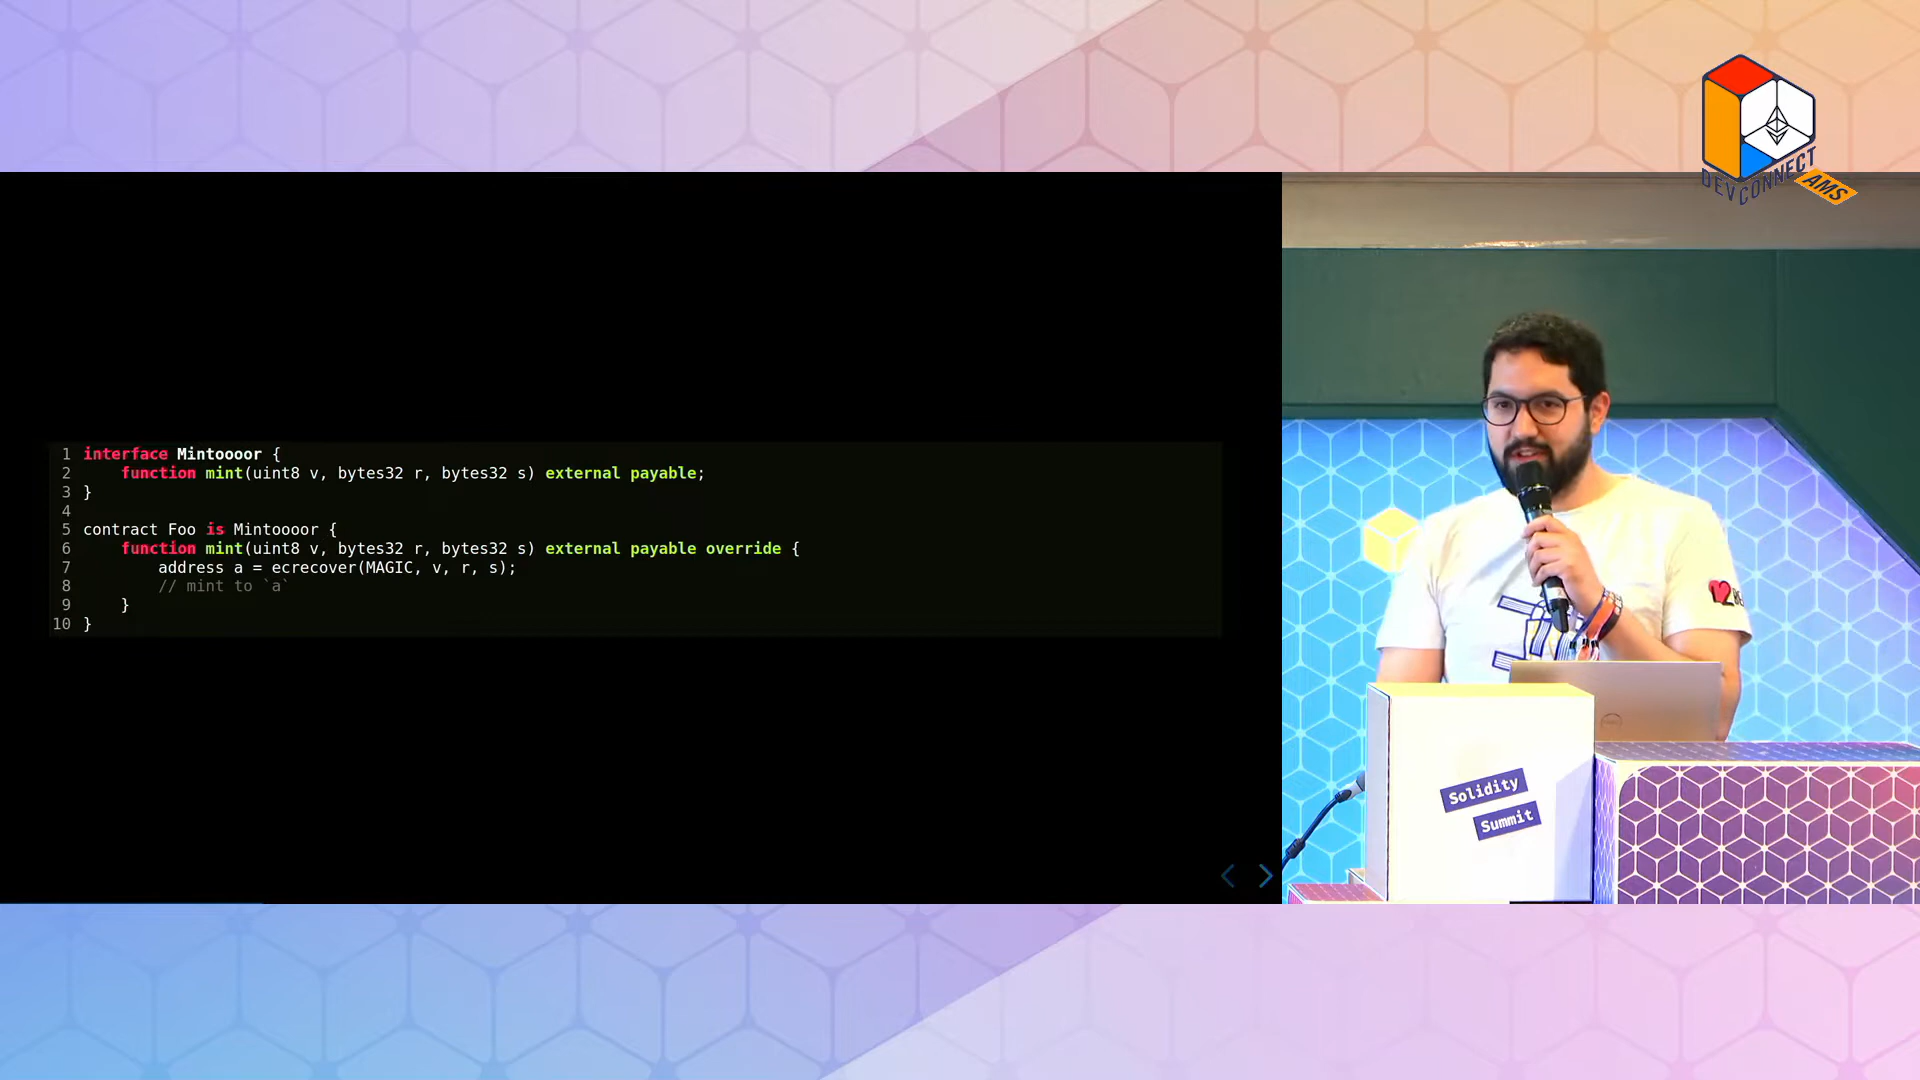 DEVCONNECT
AMS
1 interface Mintoooor {
2     function mint(uint8 v, bytes32 r, bytes32 s) external payable;
3 }
4
5 contract Foo is Mintoooor {
6     function mint(uint8 v, bytes32 r, bytes32 s) external payable override {
7         address a = ecrecover(MAGIC, v, r, s);
8         // mint to `a`
9     }
10 }
Solidity
Summit